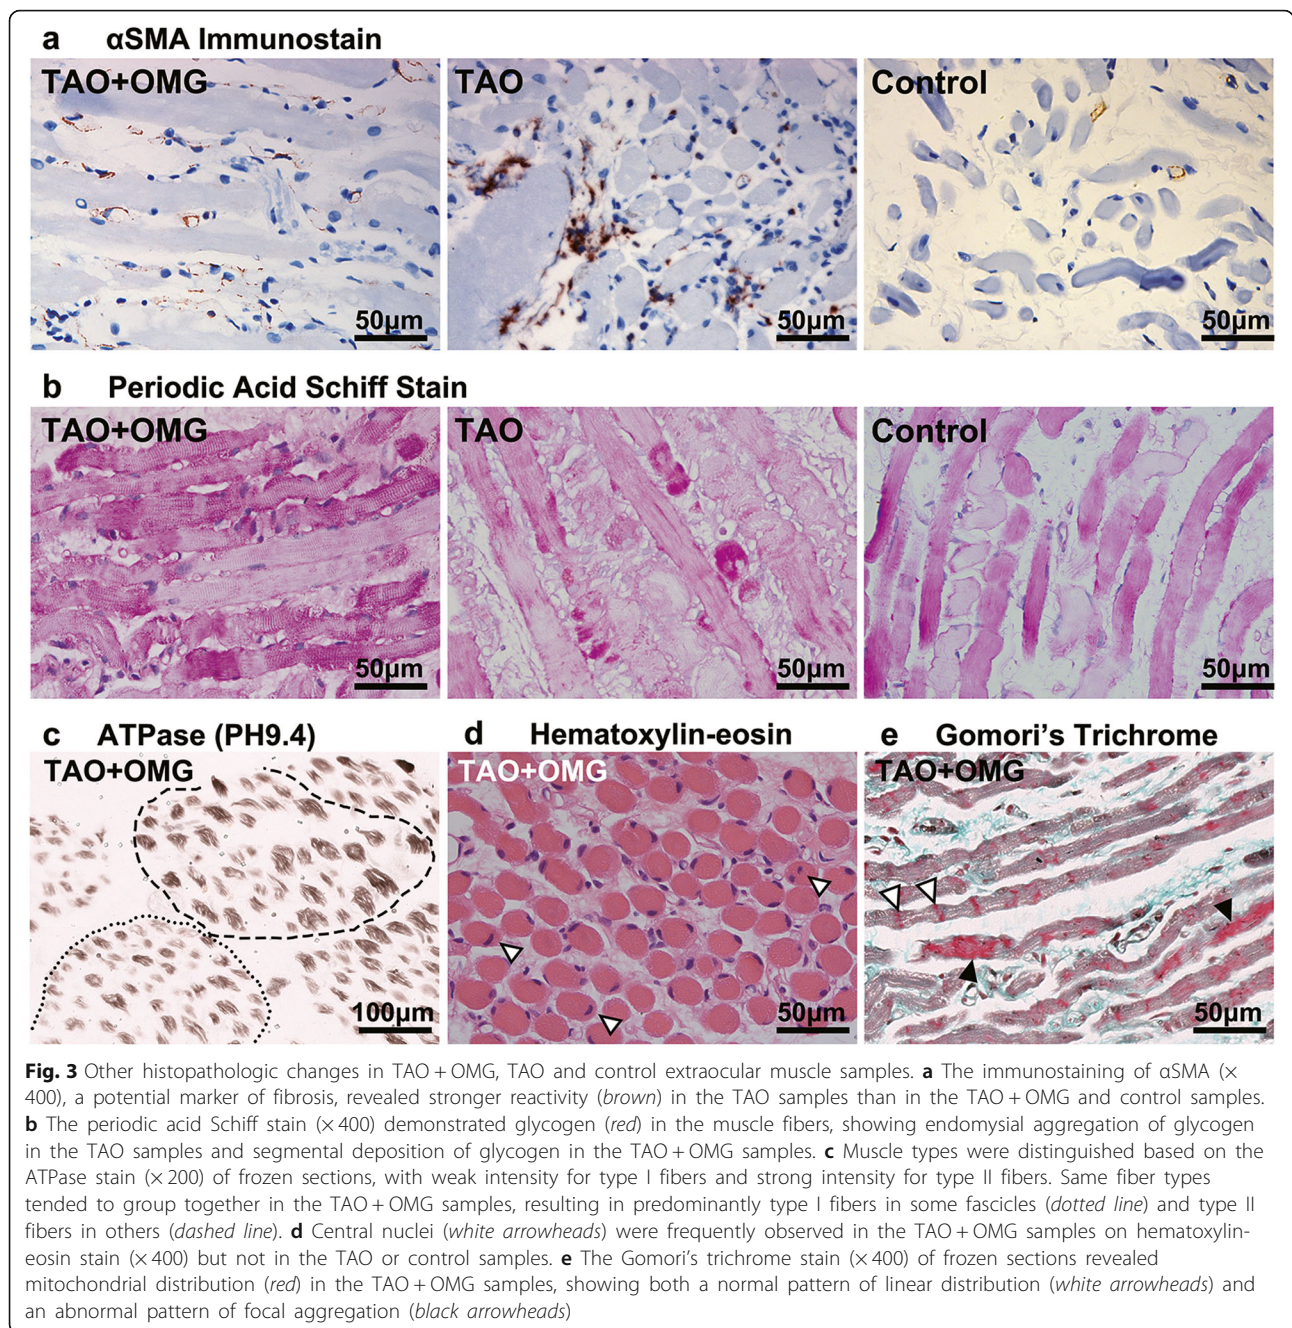 a αSMA Immunostain
TAO+OMG TAO Control
50μm 50μm 50μm
b Periodic Acid Schiff Stain
TAO+OMG TAO Control
50μm 50μm 50μm
c ATPase (PH9.4) d Hematoxylin-eosin e Gomori's Trichrome
TAO+OMG TAO+OMG TAO+OMG
100μm 50μm 50μm
Fig. 3 Other histopathologic changes in TAO + OMG, TAO and control extraocular muscle samples. a The immunostaining of αSMA (×
400), a potential marker of fibrosis, revealed stronger reactivity (brown) in the TAO samples than in the TAO + OMG and control samples.
b The periodic acid Schiff stain (× 400) demonstrated glycogen (red) in the muscle fibers, showing endomysial aggregation of glycogen
in the TAO samples and segmental deposition of glycogen in the TAO + OMG samples. c Muscle types were distinguished based on the
ATPase stain (× 200) of frozen sections, with weak intensity for type I fibers and strong intensity for type II fibers. Same fiber types
tended to group together in the TAO + OMG samples, resulting in predominantly type I fibers in some fascicles (dotted line) and type II
fibers in others (dashed line). d Central nuclei (white arrowheads) were frequently observed in the TAO + OMG samples on hematoxylin-
eosin stain (× 400) but not in the TAO or control samples. e The Gomori's trichrome stain (× 400) of frozen sections revealed
mitochondrial distribution (red) in the TAO + OMG samples, showing both a normal pattern of linear distribution (white arrowheads) and
an abnormal pattern of focal aggregation (black arrowheads)